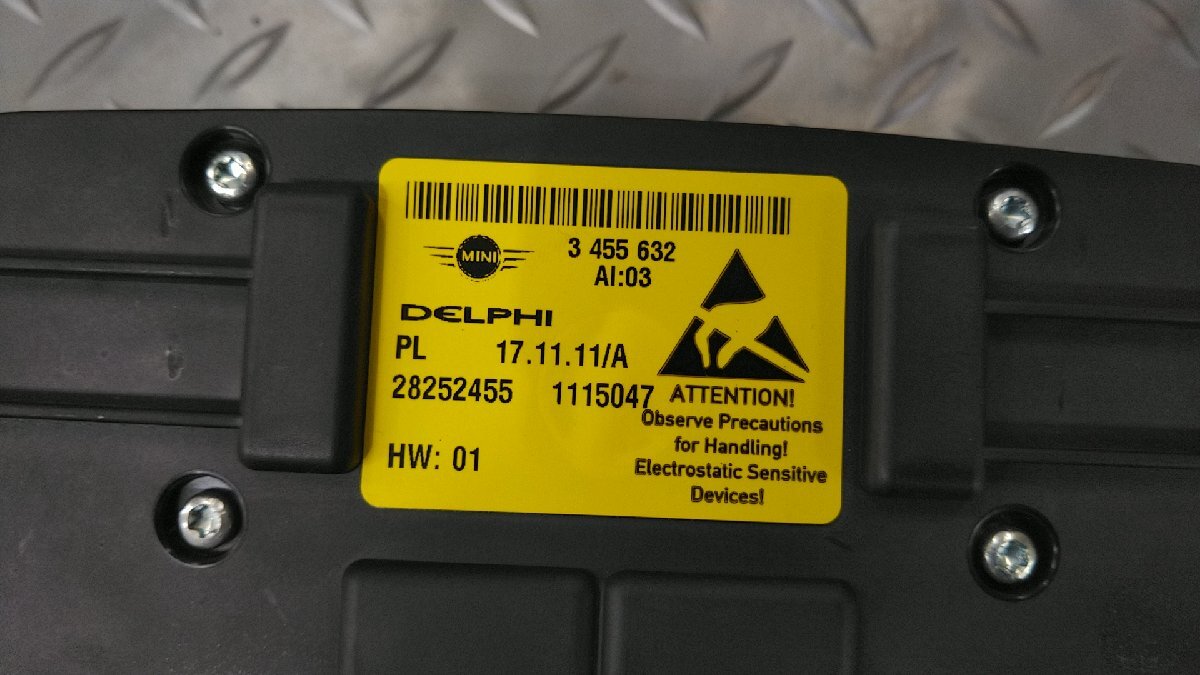 MINI
3 455 632
AI:03
DELPHI
PL 17.11.11/A
28252455 1115047
HW: 01
ATTENTION!
Observe Precautions
for Handling!
Electrostatic Sensitive
Devices!